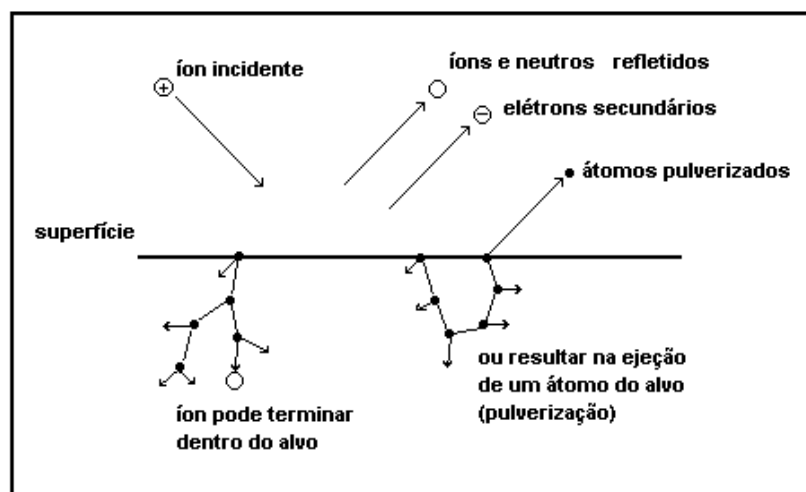 íon incidente
íons e neutros refletidos
elétrons secundários
átomos pulverizados
superfície
ou resultar na ejeção
de um átomo do alvo
(pulverização)
íon pode terminar
dentro do alvo